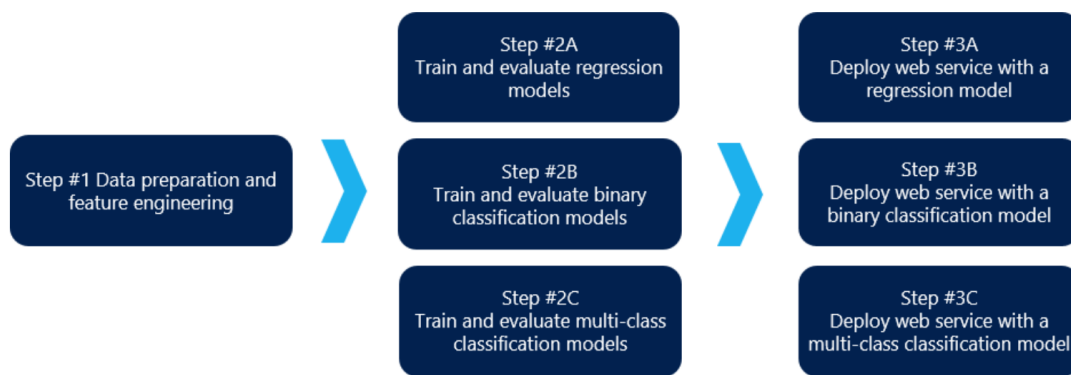 Step #1 Data preparation and
feature engineering
Step #2A
Train and evaluate regression
models
Step #2B
Train and evaluate binary
classification models
Step #2C
Train and evaluate multi-class
classification models
Step #3A
Deploy web service with a
regression model
Step #3B
Deploy web service with a
binary classification model
Step #3C
Deploy web service with a
multi-class classification model